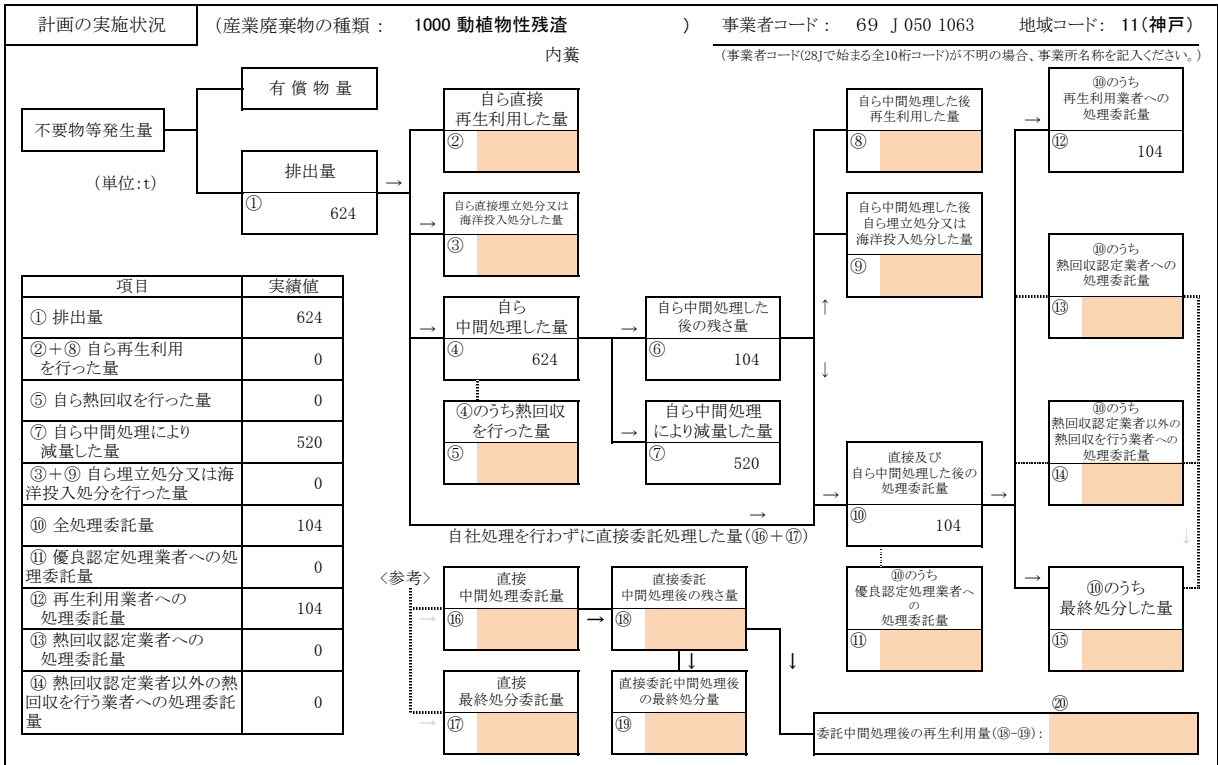 計画の実施状況 (産業廃棄物の種類： 1000 動植物性残渣 ) 事業者コード： 69 J 050 1063 地域コード： 11(神戸)
内糞
(事業者コード(28Jで始まる全10桁コード)が不明の場合、事業所名称を記入ください。)
不要物等発生量
(単位:t)
有償物量
排出量
→
① 624
自ら直接
再生利用した量
②
→
自ら直接埋立処分又は
海洋投入処分した量
③
→
自ら
中間処理した量
④ 624
④のうち熱回収
を行った量
⑤
→
自ら中間処理した
後の残さ量
⑥ 104
→
自ら中間処理
により減量した量
⑦ 520
自ら中間処理した後
再生利用した量
⑧
自ら中間処理した後
自ら埋立処分又は
海洋投入処分した量
⑨
↑
↓
→
直接及び
自ら中間処理した後の
処理委託量
⑩ 104
→
⑩のうち
優良認定処理業者へ
の
処理委託量
⑪
→
⑩のうち
再生利用業者への
処理委託量
⑫ 104
⑩のうち
熱回収認定業者への
処理委託量
⑬
⑩のうち
熱回収認定業者以外の
熱回収を行う業者への
処理委託量
⑭
↓
→
⑩のうち
最終処分した量
⑮
→
自社処理を行わずに直接委託処理した量(⑯＋⑰)
<参考>
→
直接
中間処理委託量
⑯
→
直接委託
中間処理後の残さ量
⑱
→
直接
最終処分委託量
⑰
↓
直接委託中間処理後
の最終処分量
⑲
↓
⑳
委託中間処理後の再生利用量(⑱-⑲)：
項目 実績値
① 排出量 624
②＋⑧ 自ら再生利用
を行った量 0
⑤ 自ら熱回収を行った量 0
⑦ 自ら中間処理により
減量した量 520
③＋⑨ 自ら埋立処分又は海
洋投入処分を行った量 0
⑩ 全処理委託量 104
⑪ 優良認定処理業者への処
理委託量 0
⑫ 再生利用業者への
処理委託量 104
⑬ 熱回収認定業者への
処理委託量 0
⑭ 熱回収認定業者以外の熱
回収を行う業者への処理委託
量 0